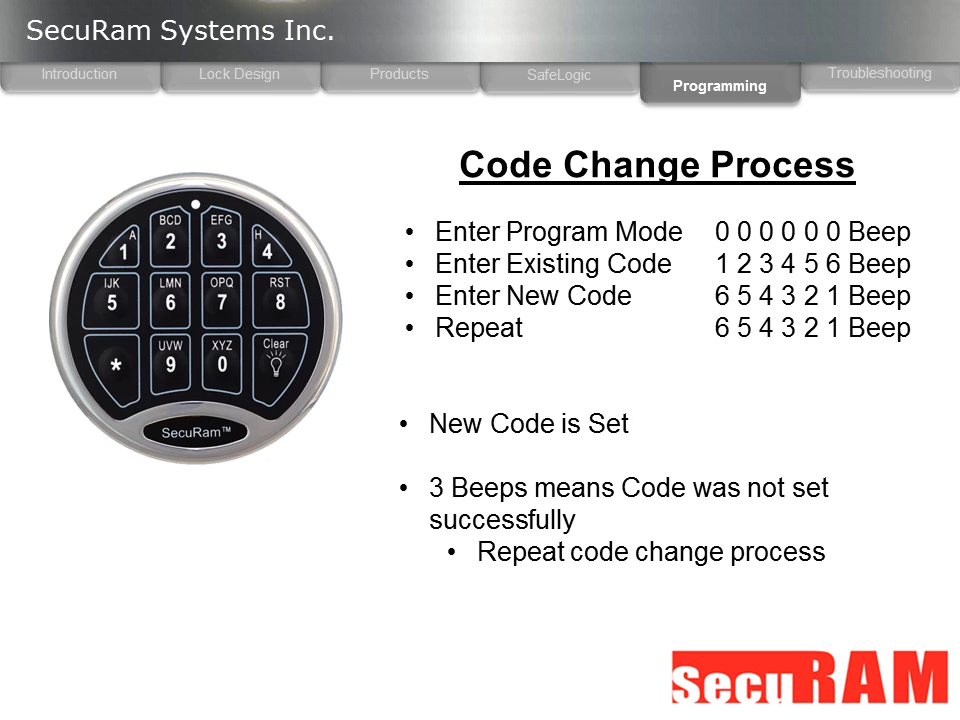 SecuRam Systems Inc.
Introduction
Lock Design
Products
SafeLogic
Programming
Troubleshooting
Code Change Process
• Enter Program Mode 0 0 0 0 0 0 Beep
• Enter Existing Code 1 2 3 4 5 6 Beep
• Enter New Code 6 5 4 3 2 1 Beep
• Repeat 6 5 4 3 2 1 Beep
• New Code is Set
• 3 Beeps means Code was not set
successfully
• Repeat code change process
A
1
BCD
2
EFG
3
H
4
IJK
5
LMN
6
OPQ
7
RST
8
*
UVW
9
XYZ
0
Clear
SecuRam™
SecuRAM